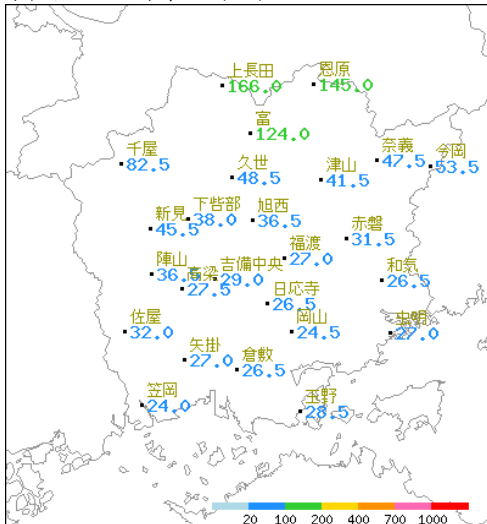 上長田
166.0
恩原
145.0
富
124.0
千屋
82.5
久世
48.5
津山
41.5
奈義
47.5
今岡
53.5
新見
45.5
下呰部
38.0
旭西
36.5
赤磐
31.5
福渡
27.0
陣山
36.5
高梁
27.5
吉備中央
29.0
日応寺
26.5
和気
26.5
佐屋
32.0
岡山
24.5
虫明
27.0
矢掛
27.0
倉敷
26.5
笠岡
24.0
玉野
28.5
20 100 200 400 700 1000